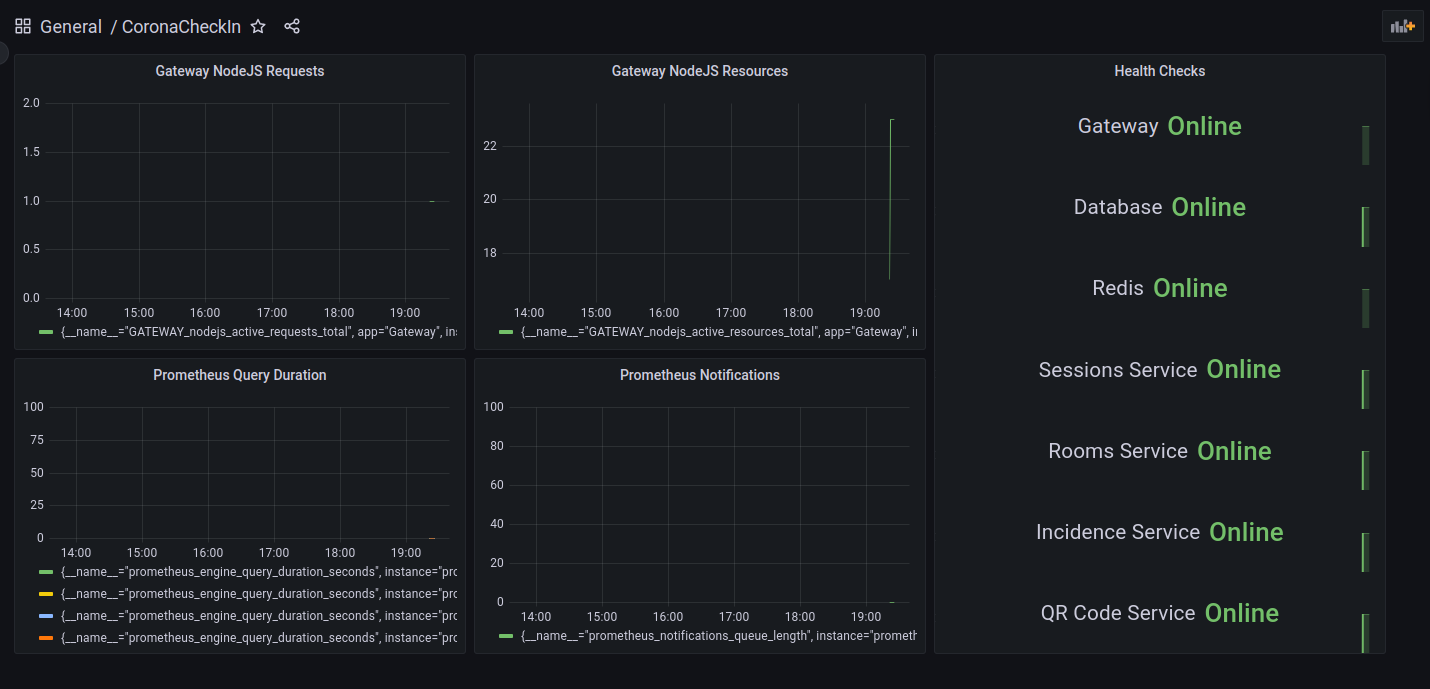 General / CoronaCheckIn
Gateway NodeJS Requests
2.0
1.5
1.0
0.5
0.0
14:00 15:00 16:00 17:00 18:00 19:00
{__name__="GATEWAY_nodejs_active_requests_total", app="Gateway", ins
Gateway NodeJS Resources
22
20
18
14:00 15:00 16:00 17:00 18:00 19:00
{__name__="GATEWAY_nodejs_active_resources_total", app="Gateway", i
Health Checks
Gateway Online
Database Online
Redis Online
Sessions Service Online
Rooms Service Online
Incidence Service Online
QR Code Service Online
Prometheus Query Duration
100
75
50
25
0
14:00 15:00 16:00 17:00 18:00 19:00
{__name__="prometheus_engine_query_duration_seconds", instance="pro
{__name__="prometheus_engine_query_duration_seconds", instance="pro
{__name__="prometheus_engine_query_duration_seconds", instance="pro
{__name__="prometheus_engine_query_duration_seconds", instance="pro
Prometheus Notifications
100
80
60
40
20
0
14:00 15:00 16:00 17:00 18:00 19:00
{__name__="prometheus_notifications_queue_length", instance="prometh